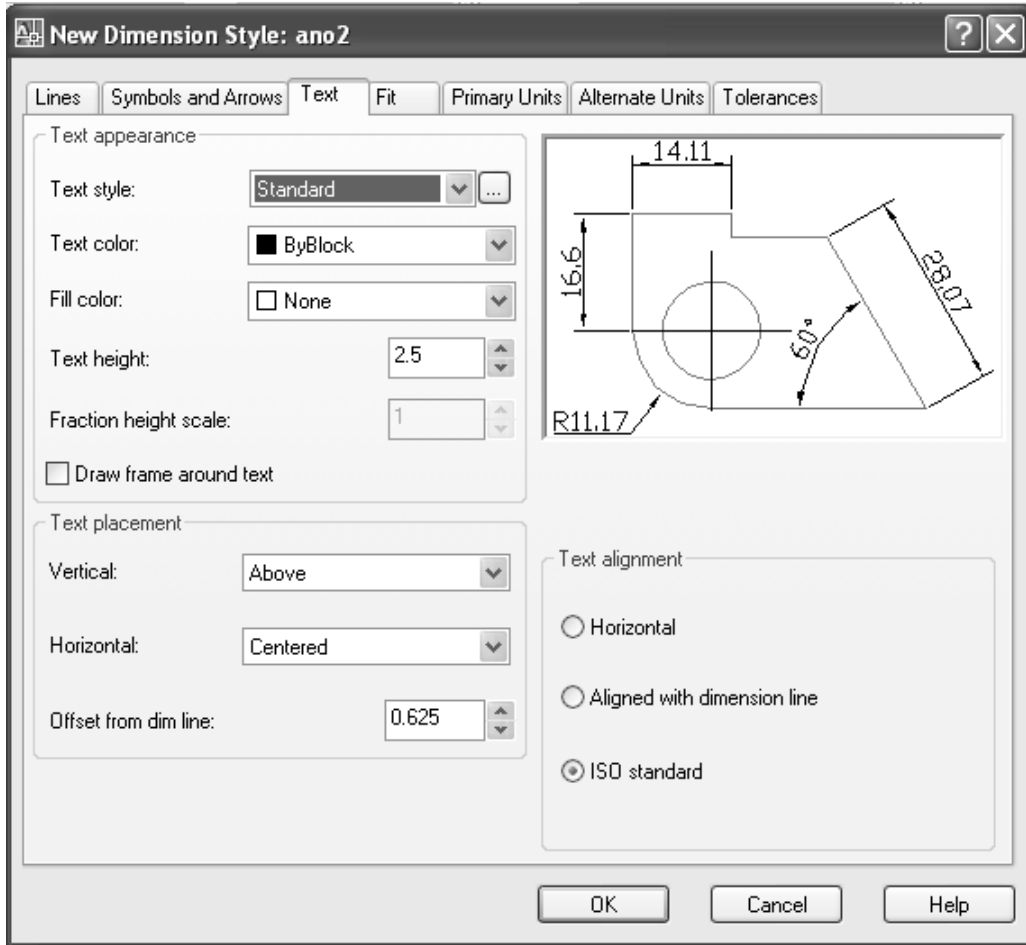 New Dimension Style: ano2
Lines Symbols and Arrows Text Fit Primary Units Alternate Units Tolerances
Text appearance
Text style: Standard ...
Text color: ByBlock
Fill color: None
Text height: 2.5
Fraction height scale: 1
Draw frame around text
14.11
16.6
28.07
60°
R11.17
Text placement
Vertical: Above
Horizontal: Centered
Offset from dim line: 0.625
Text alignment
Horizontal
Aligned with dimension line
ISO standard
OK Cancel Help